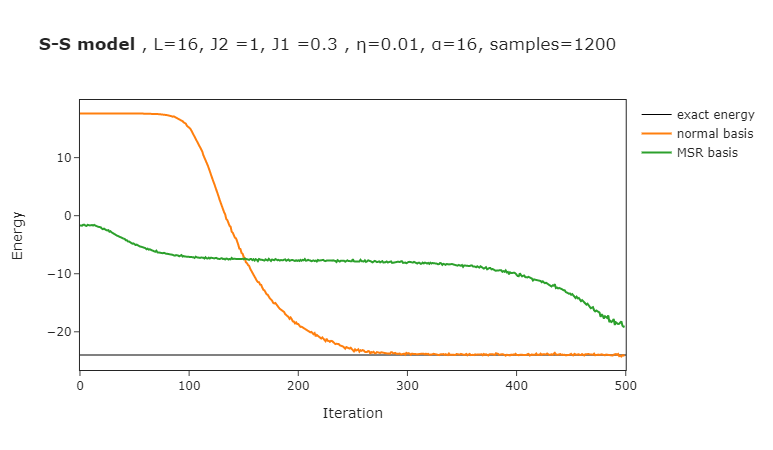 S-S model , L=16, J2 =1, J1 =0.3 , η=0.01, α=16, samples=1200
exact energy
normal basis
MSR basis
Energy
10
0
−10
−20
0 100 200 300 400 500
Iteration